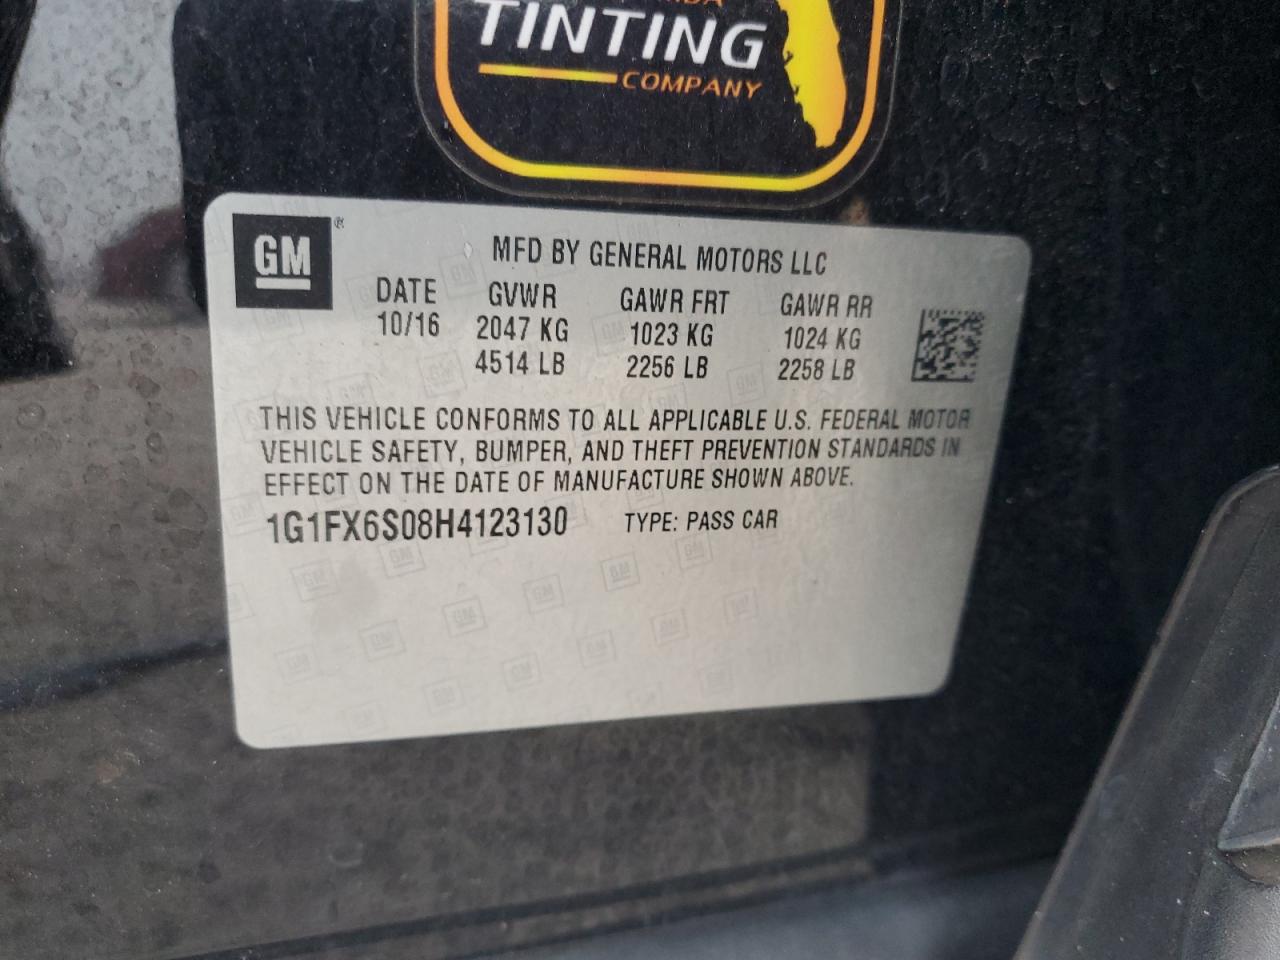 TINTING
COMPANY
GM ®
MFD BY GENERAL MOTORS LLC
DATE GVWR GAWR FRT GAWR RR
10/16 2047 KG 1023 KG 1024 KG
4514 LB 2256 LB 2258 LB
THIS VEHICLE CONFORMS TO ALL APPLICABLE U.S. FEDERAL MOTOR
VEHICLE SAFETY, BUMPER, AND THEFT PREVENTION STANDARDS IN
EFFECT ON THE DATE OF MANUFACTURE SHOWN ABOVE.
1G1FX6S08H4123130 TYPE: PASS CAR